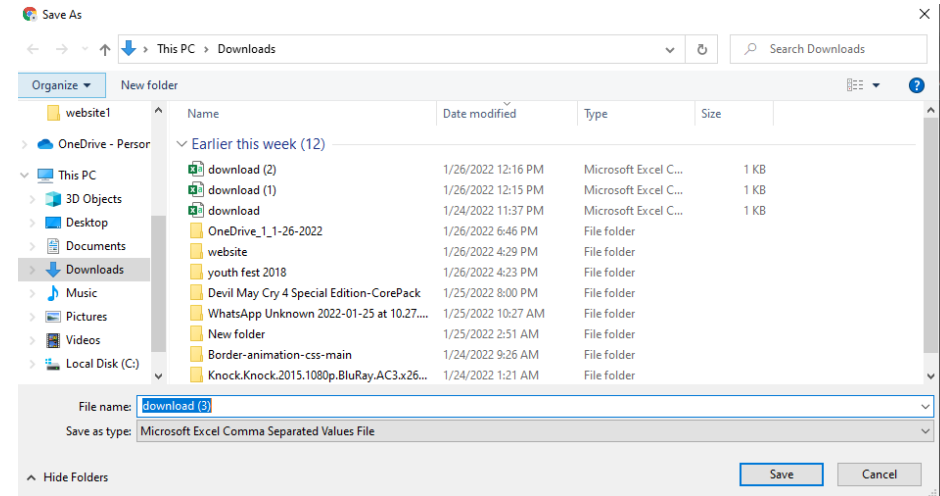 Save As
This PC > Downloads
Search Downloads
Organize
New folder
Name
Date modified
Type
Size
website1
OneDrive - Person
This PC
3D Objects
Desktop
Documents
Downloads
Music
Pictures
Videos
Local Disk (C:)
Earlier this week (12)
download (2) 1/26/2022 12:16 PM Microsoft Excel C... 1 KB
download (1) 1/26/2022 12:15 PM Microsoft Excel C... 1 KB
download 1/24/2022 11:37 PM Microsoft Excel C... 1 KB
OneDrive_1_1-26-2022 1/26/2022 6:46 PM File folder
website 1/26/2022 4:29 PM File folder
youth fest 2018 1/26/2022 4:23 PM File folder
Devil May Cry 4 Special Edition-CorePack 1/25/2022 8:00 PM File folder
WhatsApp Unknown 2022-01-25 at 10.27.... 1/25/2022 10:27 AM File folder
New folder 1/25/2022 2:51 AM File folder
Border-animation-css-main 1/24/2022 9:26 AM File folder
Knock.Knock.2015.1080p.BluRay.AC3.x26... 1/24/2022 1:21 AM File folder
File name: download (3)
Save as type: Microsoft Excel Comma Separated Values File
Hide Folders
Save
Cancel